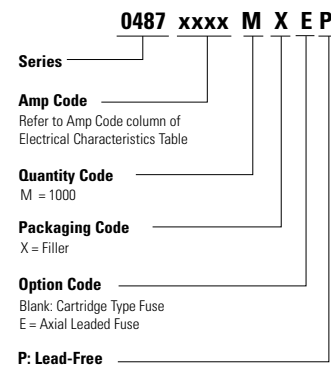 0487 xxxx M X E P
Series
Amp Code
Refer to Amp Code column of
Electrical Characteristics Table
Quantity Code
M = 1000
Packaging Code
X = Filler
Option Code
Blank: Cartridge Type Fuse
E = Axial Leaded Fuse
P: Lead-Free